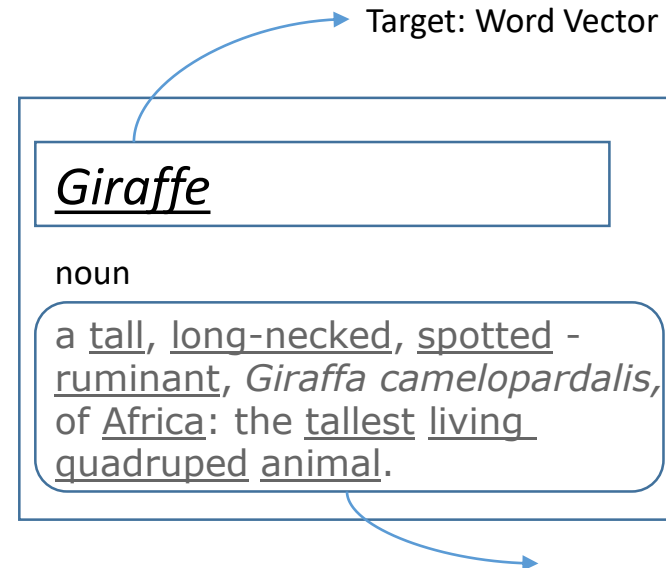 Target: Word Vector
Giraffe
noun
a tall, long-necked, spotted -
ruminant, Giraffa camelopardalis,
of Africa: the tallest living
quadruped animal.